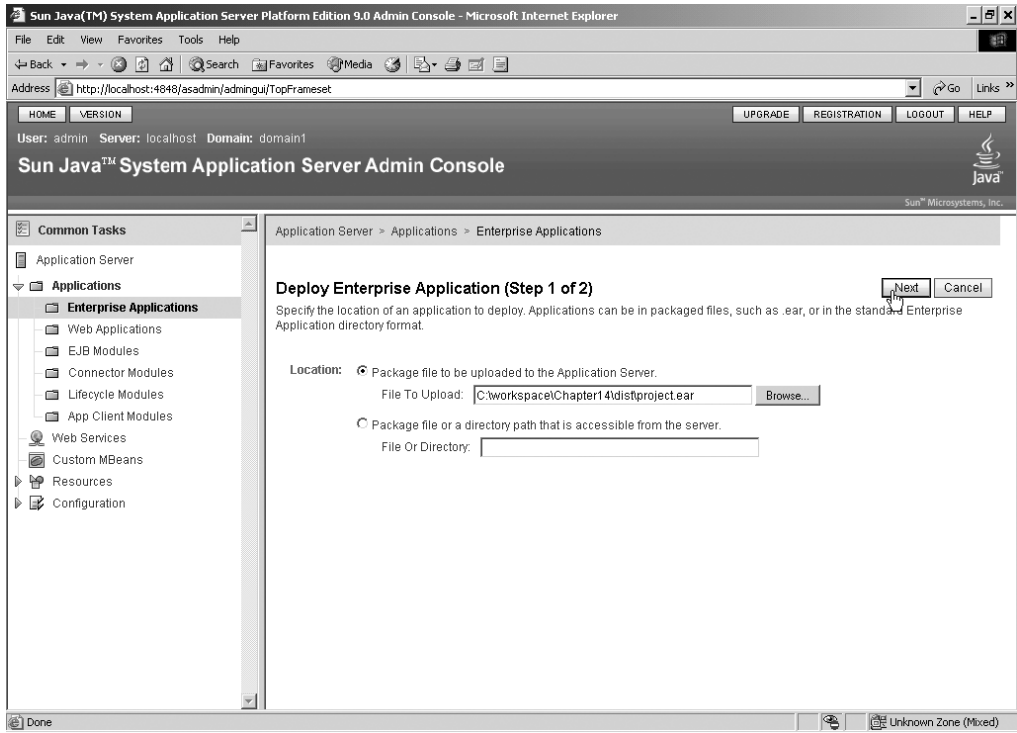 Sun Java(TM) System Application Server Platform Edition 9.0 Admin Console - Microsoft Internet Explorer
File Edit View Favorites Tools Help
Back Search Favorites Media
Address http://localhost:4848/asadmin/admingui/TopFrameset Go Links »
HOME VERSION UPGRADE REGISTRATION LOGOUT HELP
User: admin Server: localhost Domain: domain1
Sun Java™ System Application Server Admin Console
Java™
Sun™ Microsystems, Inc.
Common Tasks
Application Server
Applications
Enterprise Applications
Web Applications
EJB Modules
Connector Modules
Lifecycle Modules
App Client Modules
Web Services
Custom MBeans
Resources
Configuration
Application Server > Applications > Enterprise Applications
Deploy Enterprise Application (Step 1 of 2) Next Cancel
Specify the location of an application to deploy. Applications can be in packaged files, such as .ear, or in the standard Enterprise
Application directory format.
Location: Package file to be uploaded to the Application Server.
File To Upload: C:\workspace\Chapter14\dist\project.ear Browse...
Package file or a directory path that is accessible from the server.
File Or Directory:
Done Unknown Zone (Mixed)